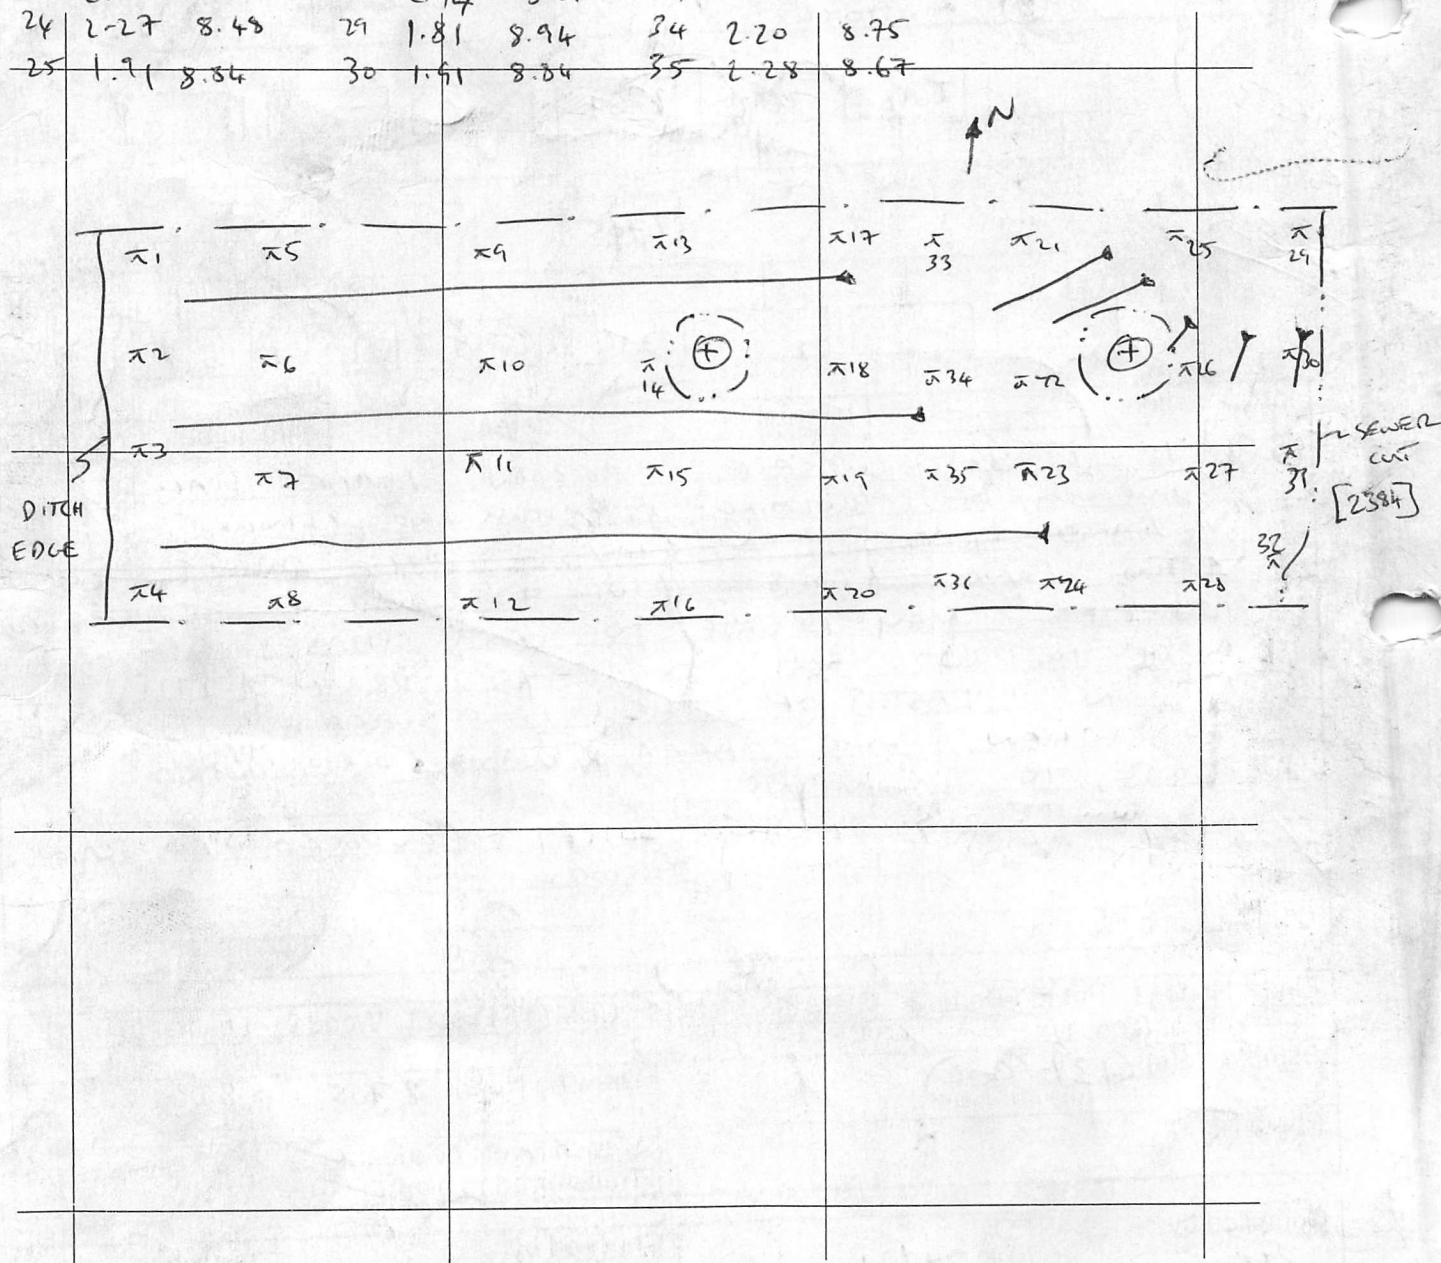 24 2-27 8.48 29 1.81 8.94 34 2.20 8.75
25 1.91 8.84 30 1.91 8.84 35 2.28 8.67
N
⊼1 ⊼5 ⊼9 ⊼13 ⊼17 ⊼33 ⊼21 ⊼25 ⊼29
⊼2 ⊼6 ⊼10 ⊼14 ⊼18 ⊼34 ⊼22 ⊼26 ⊼30
⊼3 ⊼7 ⊼11 ⊼15 ⊼19 ⊼35 ⊼23 ⊼27 ⊼31
SEWER
CUT
[2384]
DITCH
EDGE
⊼4 ⊼8 ⊼12 ⊼16 ⊼20 ⊼36 ⊼24 ⊼28 32⊼